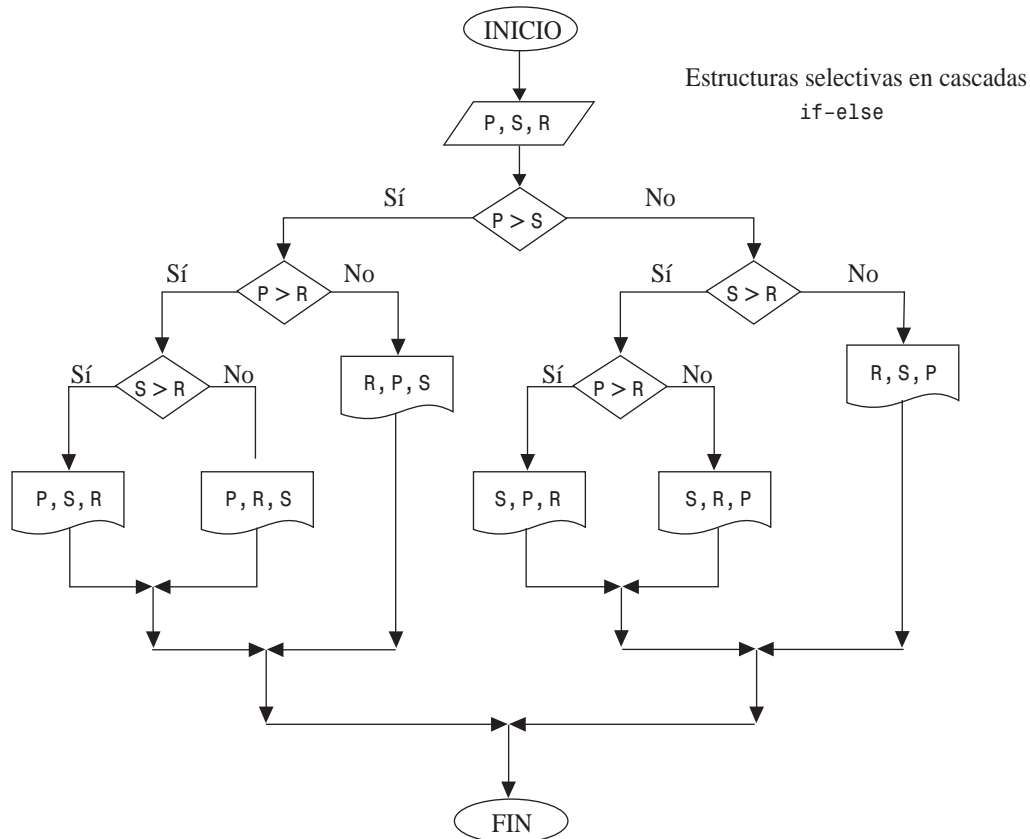 INICIO
Estructuras selectivas en cascadas
if-else
P, S, R
Sí
P > S
No
Sí
P > R
No
Sí
S > R
No
Sí
S > R
No
R, P, S
Sí
P > R
No
R, S, P
P, S, R
P, R, S
S, P, R
S, R, P
FIN